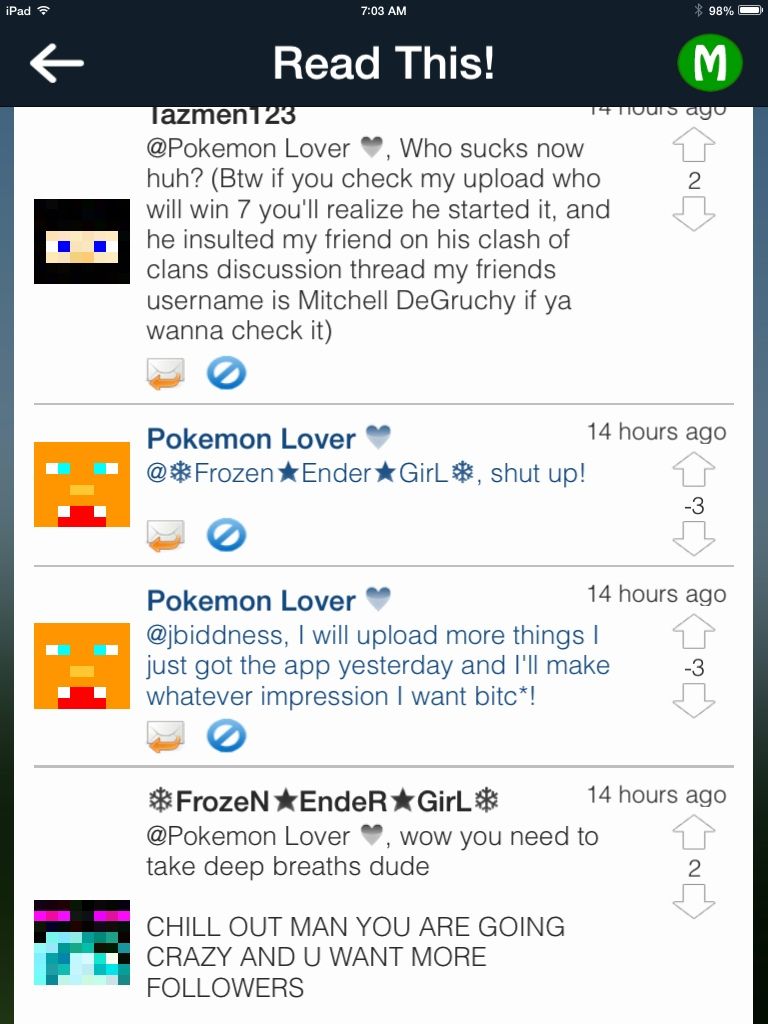 iPad 7:03 AM 98%
Read This! M
Tazmen123 14 hours ago
@Pokemon Lover 🖤, Who sucks now
huh? (Btw if you check my upload who
will win 7 you'll realize he started it, and
he insulted my friend on his clash of
clans discussion thread my friends
username is Mitchell DeGruchy if ya
wanna check it)
2
Pokemon Lover 💙 14 hours ago
@❄Frozen★Ender★GirL❄, shut up!
-3
Pokemon Lover 💙 14 hours ago
@jbiddness, I will upload more things I
just got the app yesterday and I'll make
whatever impression I want bitc*!
-3
❄FrozeN★EndeR★GirL❄ 14 hours ago
@Pokemon Lover 🖤, wow you need to
take deep breaths dude
2
CHILL OUT MAN YOU ARE GOING
CRAZY AND U WANT MORE
FOLLOWERS